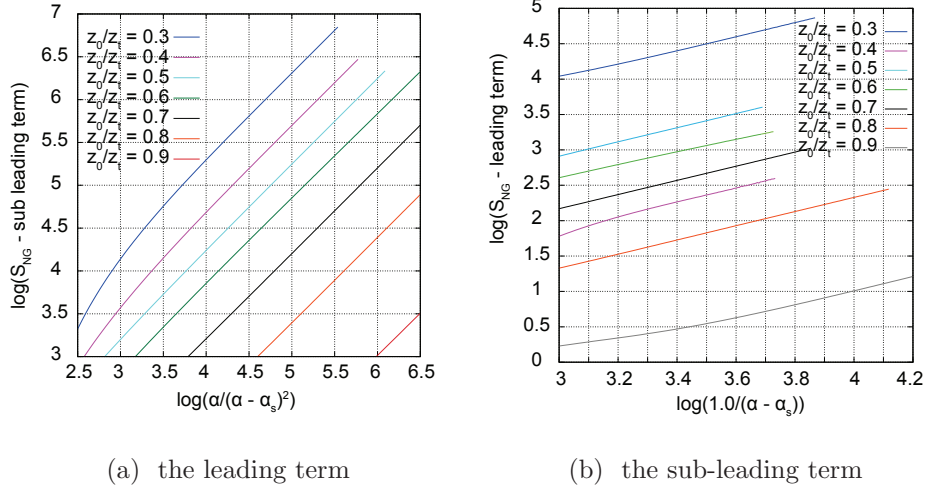 7
6.5
6
5.5
5
4.5
4
3.5
3
log(S_NG - sub leading term)
z_0/z_t = 0.3
z_0/z_t = 0.4
z_0/z_t = 0.5
z_0/z_t = 0.6
z_0/z_t = 0.7
z_0/z_t = 0.8
z_0/z_t = 0.9
2.5 3 3.5 4 4.5 5 5.5 6 6.5
log(α/(α - α_s)²)
(a) the leading term
5
4.5
4
3.5
3
2.5
2
1.5
1
0.5
0
log(S_NG - leading term)
z_0/z_t = 0.3
z_0/z_t = 0.4
z_0/z_t = 0.5
z_0/z_t = 0.6
z_0/z_t = 0.7
z_0/z_t = 0.8
z_0/z_t = 0.9
3 3.2 3.4 3.6 3.8 4 4.2
log(1.0/(α - α_s))
(b) the sub-leading term